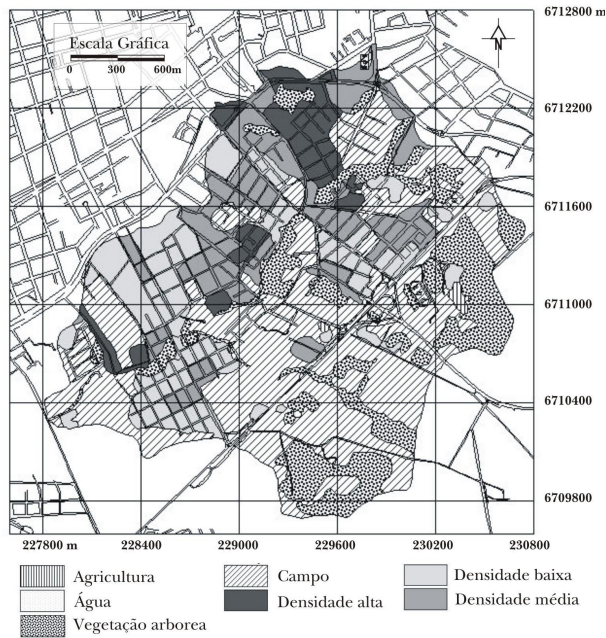 6712800 m
Escala Gráfica
0 300 600m
N
6712200
6711600
6711000
6710400
6709800
227800 m 228400 229000 229600 230200 230800
Agricultura Campo Densidade baixa
Água Densidade alta Densidade média
Vegetação arborea